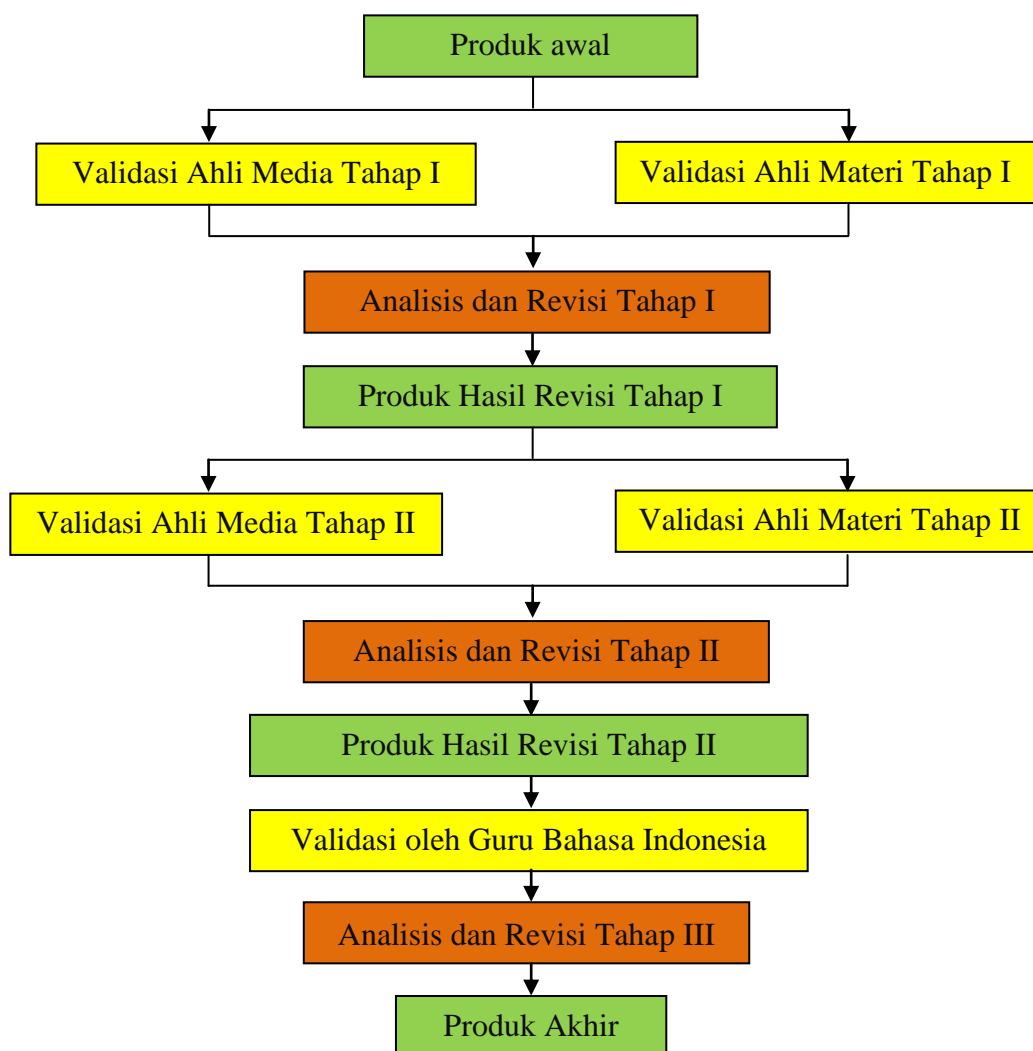 Produk awal
Validasi Ahli Media Tahap I
Validasi Ahli Materi Tahap I
Analisis dan Revisi Tahap I
Produk Hasil Revisi Tahap I
Validasi Ahli Media Tahap II
Validasi Ahli Materi Tahap II
Analisis dan Revisi Tahap II
Produk Hasil Revisi Tahap II
Validasi oleh Guru Bahasa Indonesia
Analisis dan Revisi Tahap III
Produk Akhir